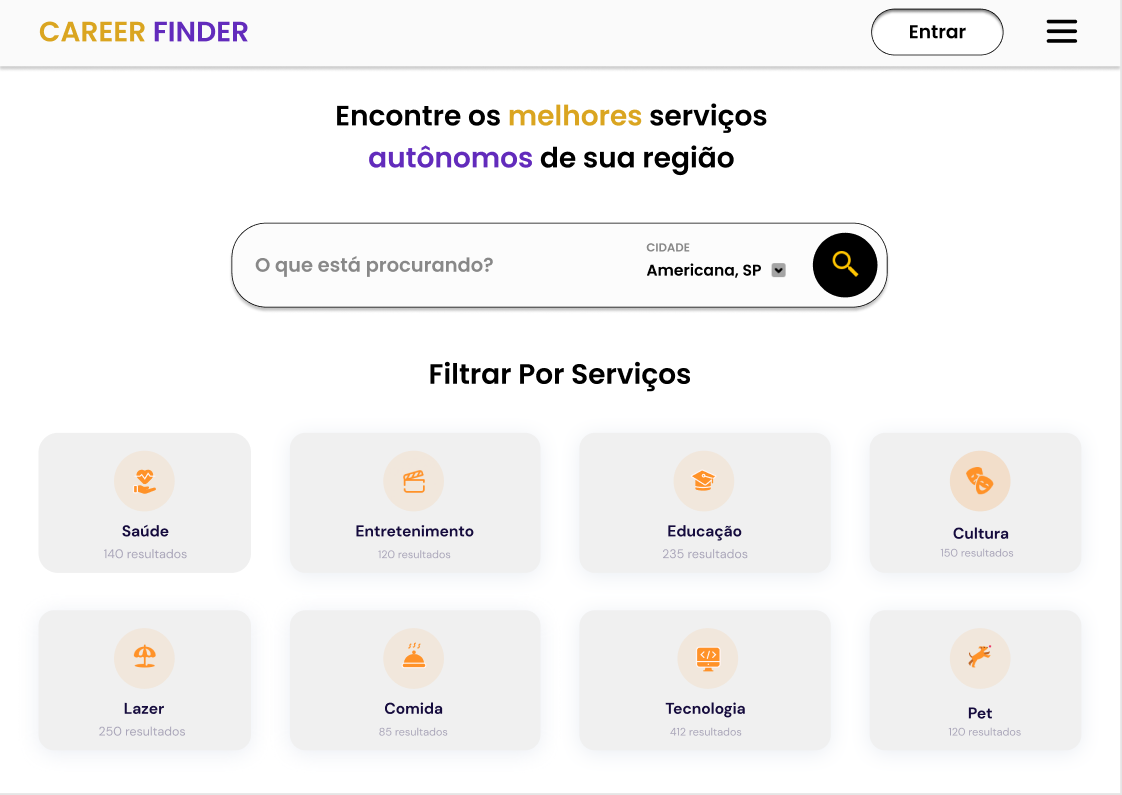 CAREER FINDER
Entrar
Encontre os melhores serviços
autônomos de sua região
O que está procurando?
CIDADE
Americana, SP
Filtrar Por Serviços
Saúde
140 resultados
Entretenimento
120 resultados
Educação
235 resultados
Cultura
150 resultados
Lazer
250 resultados
Comida
85 resultados
Tecnologia
412 resultados
Pet
120 resultados